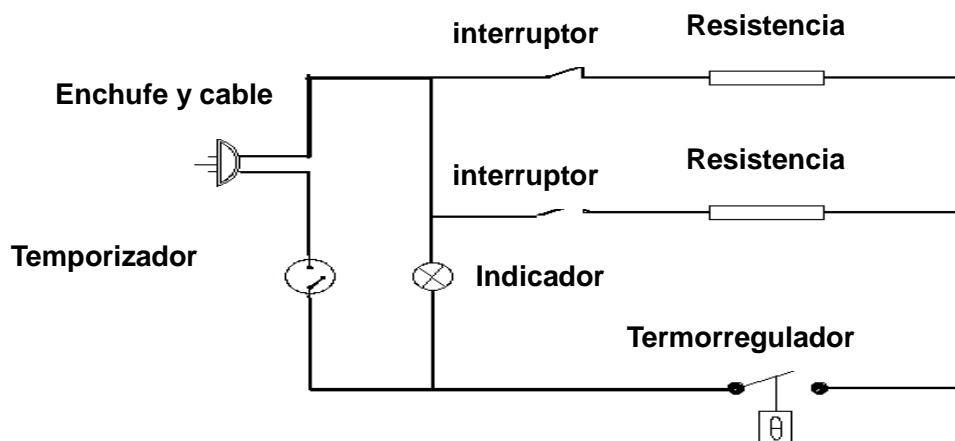 interruptor
Resistencia
Enchufe y cable
interruptor
Resistencia
Temporizador
Indicador
Termorregulador
θ